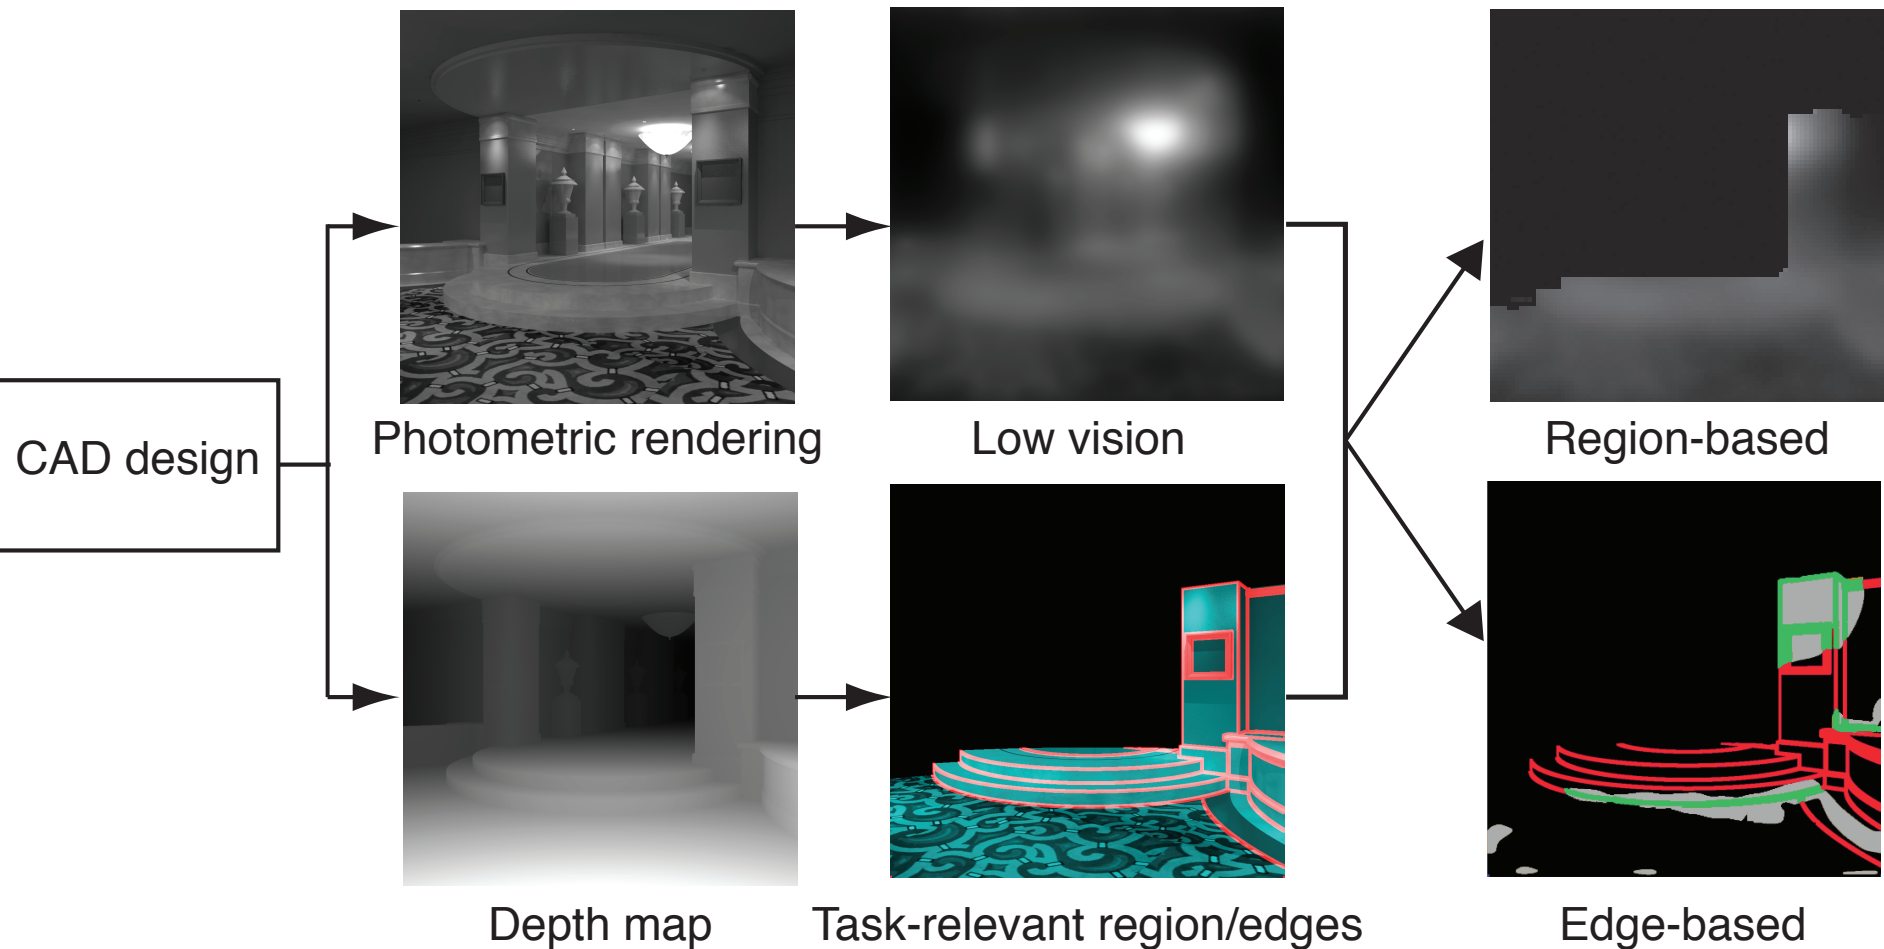 CAD design
Photometric rendering
Low vision
Region-based
Depth map
Task-relevant region/edges
Edge-based